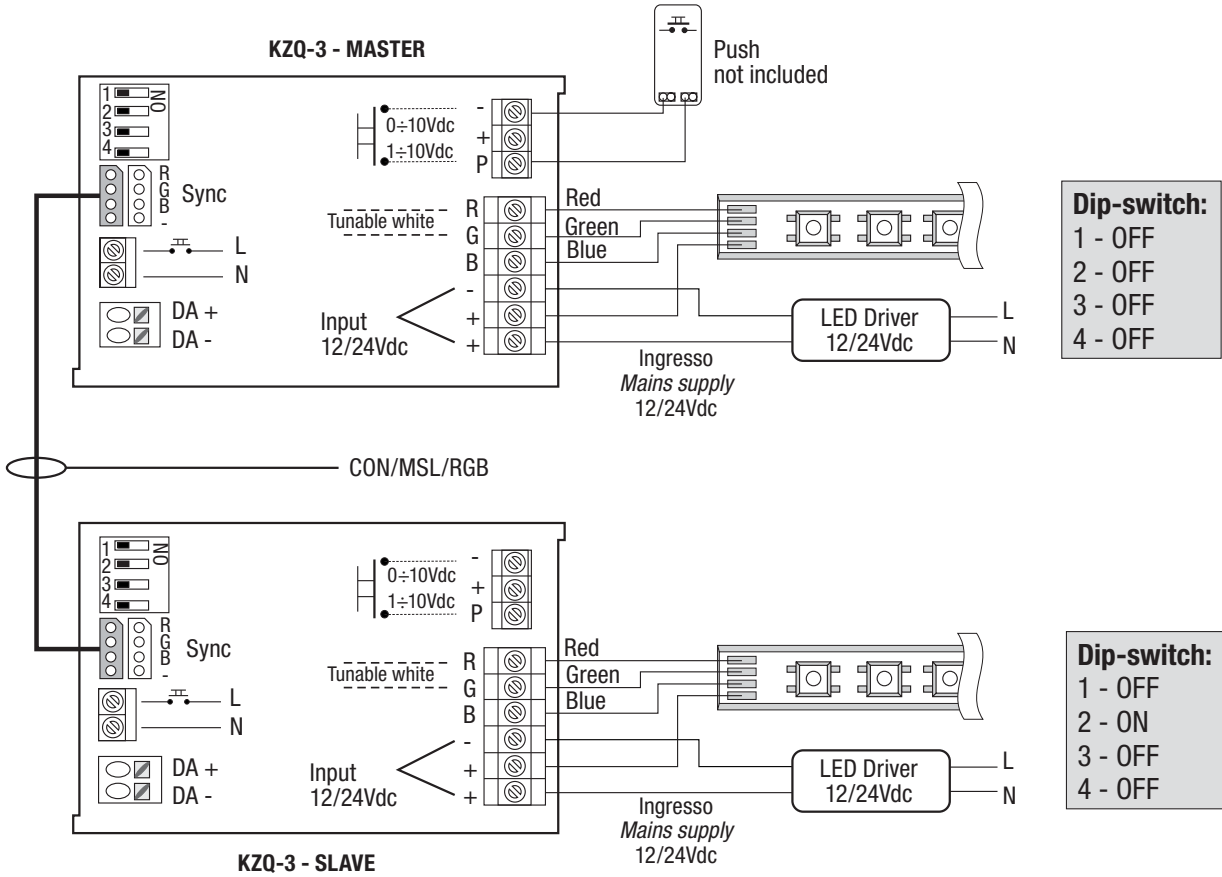 KZQ-3 - MASTER
Push
not included
1
2
3
4
ON
0÷10Vdc
1÷10Vdc
-
+
P
R
G
B
-
Sync
L
N
DA +
DA -
Tunable white
R
G
B
-
+
+
Red
Green
Blue
Input
12/24Vdc
LED Driver
12/24Vdc
L
N
Ingresso
Mains supply
12/24Vdc
Dip-switch:
1 - OFF
2 - OFF
3 - OFF
4 - OFF
CON/MSL/RGB
1
2
3
4
ON
0÷10Vdc
1÷10Vdc
-
+
P
R
G
B
-
Sync
L
N
DA +
DA -
Tunable white
R
G
B
-
+
+
Red
Green
Blue
Input
12/24Vdc
LED Driver
12/24Vdc
L
N
Ingresso
Mains supply
12/24Vdc
Dip-switch:
1 - OFF
2 - ON
3 - OFF
4 - OFF
KZQ-3 - SLAVE